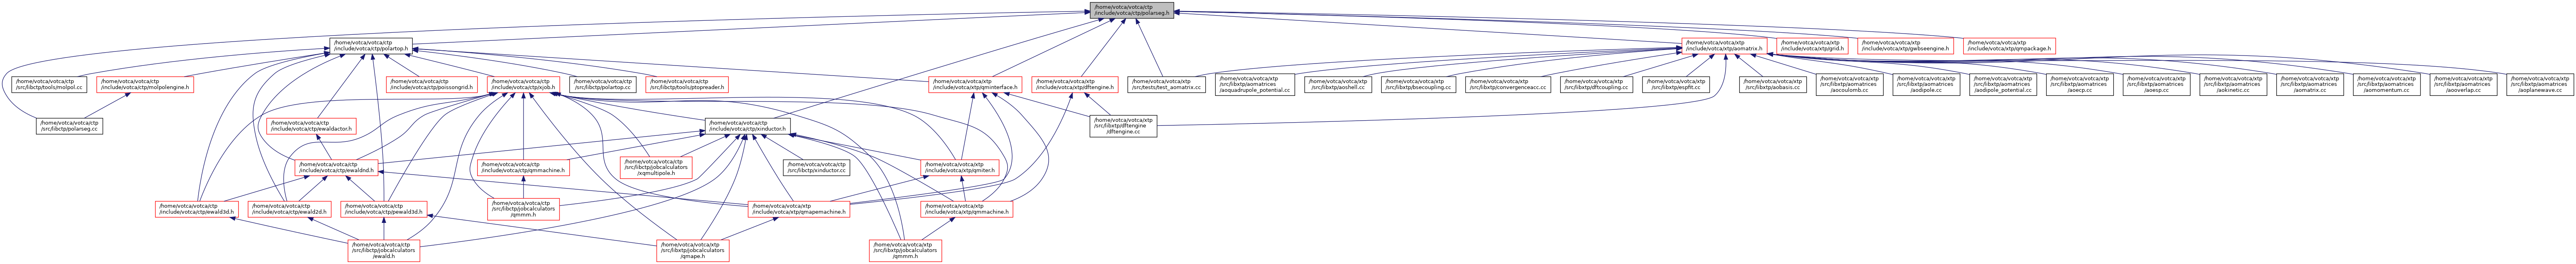 /home/votca/votca/ctp
/include/votca/ctp/polarseg.h
/home/votca/votca/ctp
/include/votca/ctp/polartop.h
/home/votca/votca/xtp
/include/votca/xtp/aomatrix.h
/home/votca/votca/xtp
/include/votca/xtp/grid.h
/home/votca/votca/xtp
/include/votca/xtp/gwbseengine.h
/home/votca/votca/xtp
/include/votca/xtp/qmpackage.h
/home/votca/votca/ctp
/src/libctp/tools/molpol.cc
/home/votca/votca/ctp
/include/votca/ctp/molpolengine.h
/home/votca/votca/ctp
/include/votca/ctp/poissongrid.h
/home/votca/votca/ctp
/include/votca/ctp/xjob.h
/home/votca/votca/ctp
/src/libctp/polartop.cc
/home/votca/votca/ctp
/src/libctp/tools/ptopreader.h
/home/votca/votca/xtp
/include/votca/xtp/qminterface.h
/home/votca/votca/xtp
/include/votca/xtp/dftengine.h
/home/votca/votca/xtp
/src/tests/test_aomatrix.cc
/home/votca/votca/xtp
/src/libxtp/aomatrices
/aoquadrupole_potential.cc
/home/votca/votca/xtp
/src/libxtp/aoshell.cc
/home/votca/votca/xtp
/src/libxtp/bsecoupling.cc
/home/votca/votca/xtp
/src/libxtp/convergenceacc.cc
/home/votca/votca/xtp
/src/libxtp/dftcoupling.cc
/home/votca/votca/xtp
/src/libxtp/espfit.cc
/home/votca/votca/xtp
/src/libxtp/aobasis.cc
/home/votca/votca/xtp
/src/libxtp/aomatrices
/aocoulomb.cc
/home/votca/votca/xtp
/src/libxtp/aomatrices
/aodipole.cc
/home/votca/votca/xtp
/src/libxtp/aomatrices
/aodipole_potential.cc
/home/votca/votca/xtp
/src/libxtp/aomatrices
/aoecp.cc
/home/votca/votca/xtp
/src/libxtp/aomatrices
/aoesp.cc
/home/votca/votca/xtp
/src/libxtp/aomatrices
/aokinetic.cc
/home/votca/votca/xtp
/src/libxtp/aomatrices
/aomatrix.cc
/home/votca/votca/xtp
/src/libxtp/aomatrices
/aomomentum.cc
/home/votca/votca/xtp
/src/libxtp/aomatrices
/aooverlap.cc
/home/votca/votca/xtp
/src/libxtp/aomatrices
/aoplanewave.cc
/home/votca/votca/ctp
/src/libctp/polarseg.cc
/home/votca/votca/ctp
/include/votca/ctp/ewaldactor.h
/home/votca/votca/ctp
/include/votca/ctp/xinductor.h
/home/votca/votca/xtp
/src/libxtp/dftengine
/dftengine.cc
/home/votca/votca/ctp
/include/votca/ctp/ewaldnd.h
/home/votca/votca/ctp
/include/votca/ctp/qmmachine.h
/home/votca/votca/ctp
/src/libctp/jobcalculators
/xqmultipole.h
/home/votca/votca/ctp
/src/libctp/xinductor.cc
/home/votca/votca/xtp
/include/votca/xtp/qmiter.h
/home/votca/votca/ctp
/include/votca/ctp/ewald3d.h
/home/votca/votca/ctp
/include/votca/ctp/ewald2d.h
/home/votca/votca/ctp
/include/votca/ctp/pewald3d.h
/home/votca/votca/ctp
/src/libctp/jobcalculators
/qmmm.h
/home/votca/votca/xtp
/include/votca/xtp/qmapemachine.h
/home/votca/votca/xtp
/include/votca/xtp/qmmachine.h
/home/votca/votca/ctp
/src/libctp/jobcalculators
/ewald.h
/home/votca/votca/xtp
/src/libxtp/jobcalculators
/qmape.h
/home/votca/votca/xtp
/src/libxtp/jobcalculators
/qmmm.h